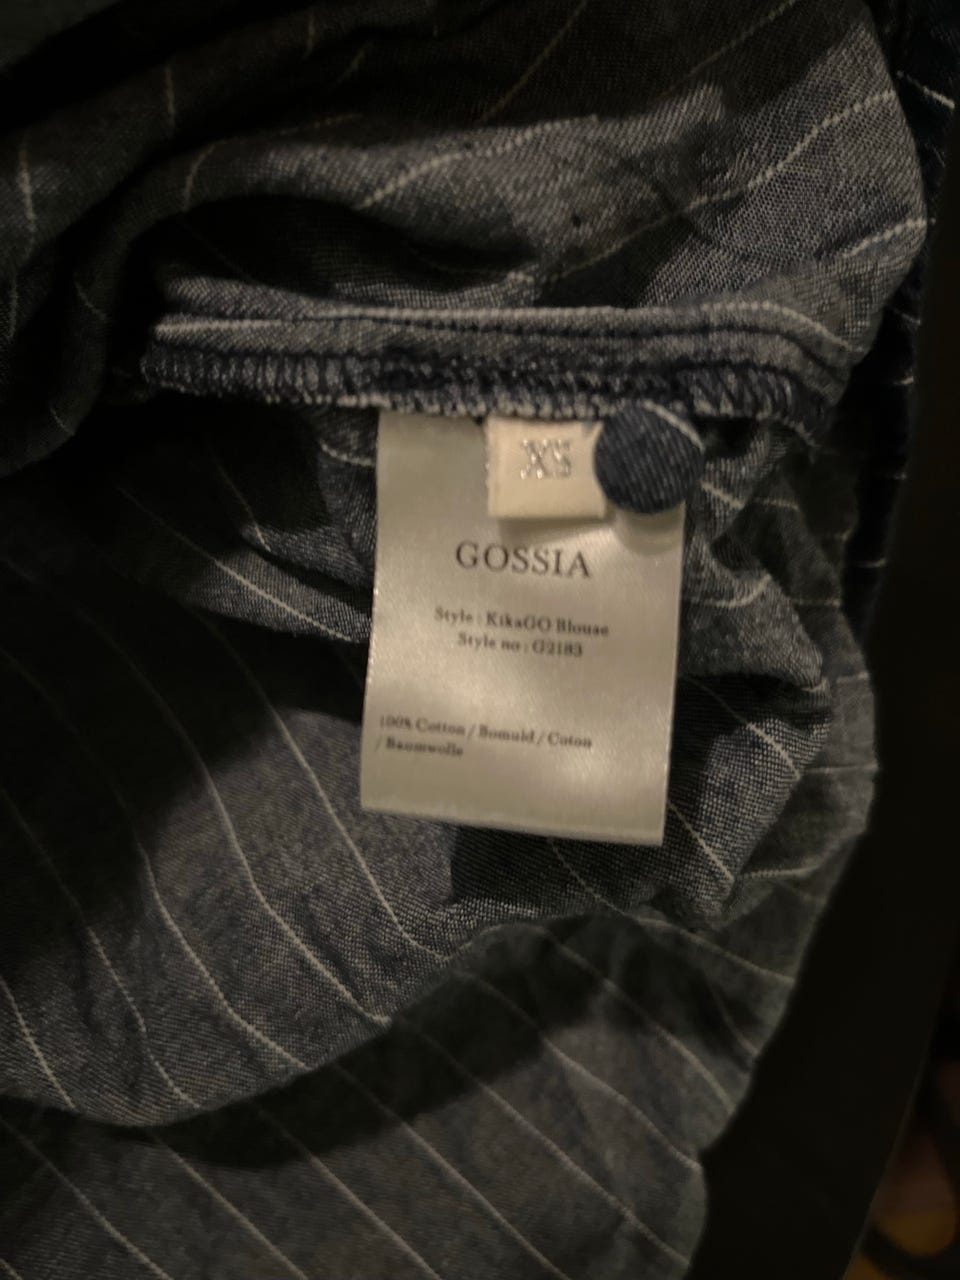 XS
GOSSIA
Style : KikaGO Blouse
Style no : G2183
100% Cotton / Bomuld / Coton
/ Baumwolle